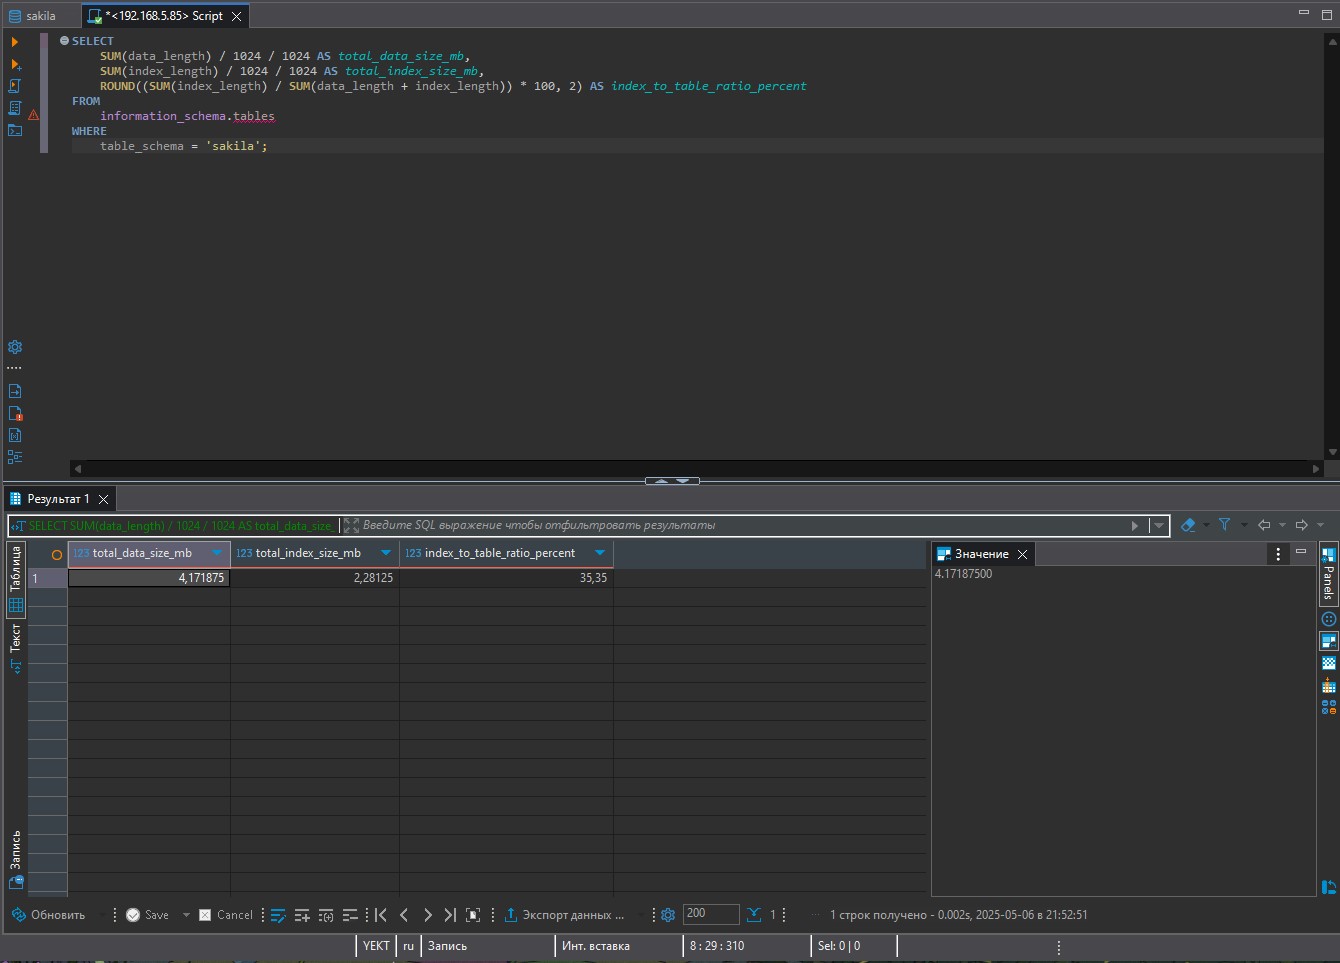 sakila
*<192.168.5.85> Script
SELECT
SUM(data_length) / 1024 / 1024 AS total_data_size_mb,
SUM(index_length) / 1024 / 1024 AS total_index_size_mb,
ROUND((SUM(index_length) / SUM(data_length + index_length)) * 100, 2) AS index_to_table_ratio_percent
FROM
information_schema.tables
WHERE
table_schema = 'sakila';
Результат 1
SELECT SUM(data_length) / 1024 / 1024 AS total_data_size_
Введите SQL выражение чтобы отфильтровать результаты
Таблица
Текст
Запись
123 total_data_size_mb
123 total_index_size_mb
123 index_to_table_ratio_percent
1
4,171875
2,28125
35,35
Значение
4.17187500
Panels
Обновить
Save
Cancel
Экспорт данных ...
200
1
1 строк получено - 0.002s, 2025-05-06 в 21:52:51
YEKT
ru
Запись
Инт. вставка
8 : 29 : 310
Sel: 0 | 0